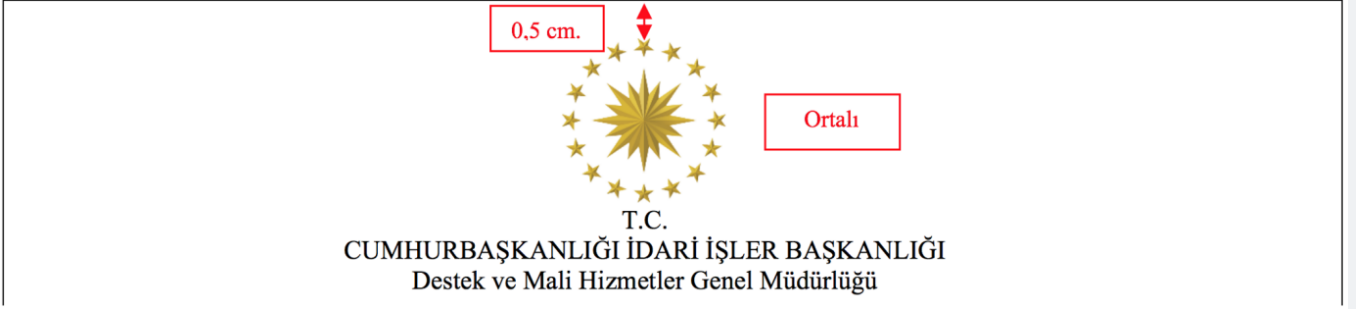 0,5 cm.
Ortalı
T.C.
CUMHURBAŞKANLIĞI İDARİ İŞLER BAŞKANLIĞI
Destek ve Mali Hizmetler Genel Müdürlüğü